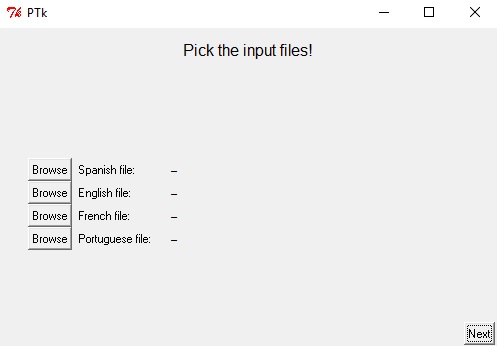 PTk
Pick the input files!
Browse Spanish file: –
Browse English file: –
Browse French file: –
Browse Portuguese file: –
Next